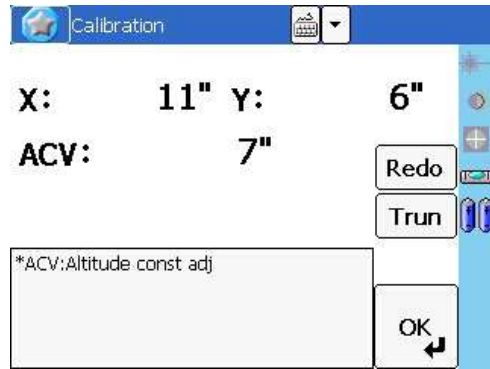 Calibration
X: 11" Y: 6"
ACV: 7"
Redo
Trun
*ACV:Altitude const adj
OK